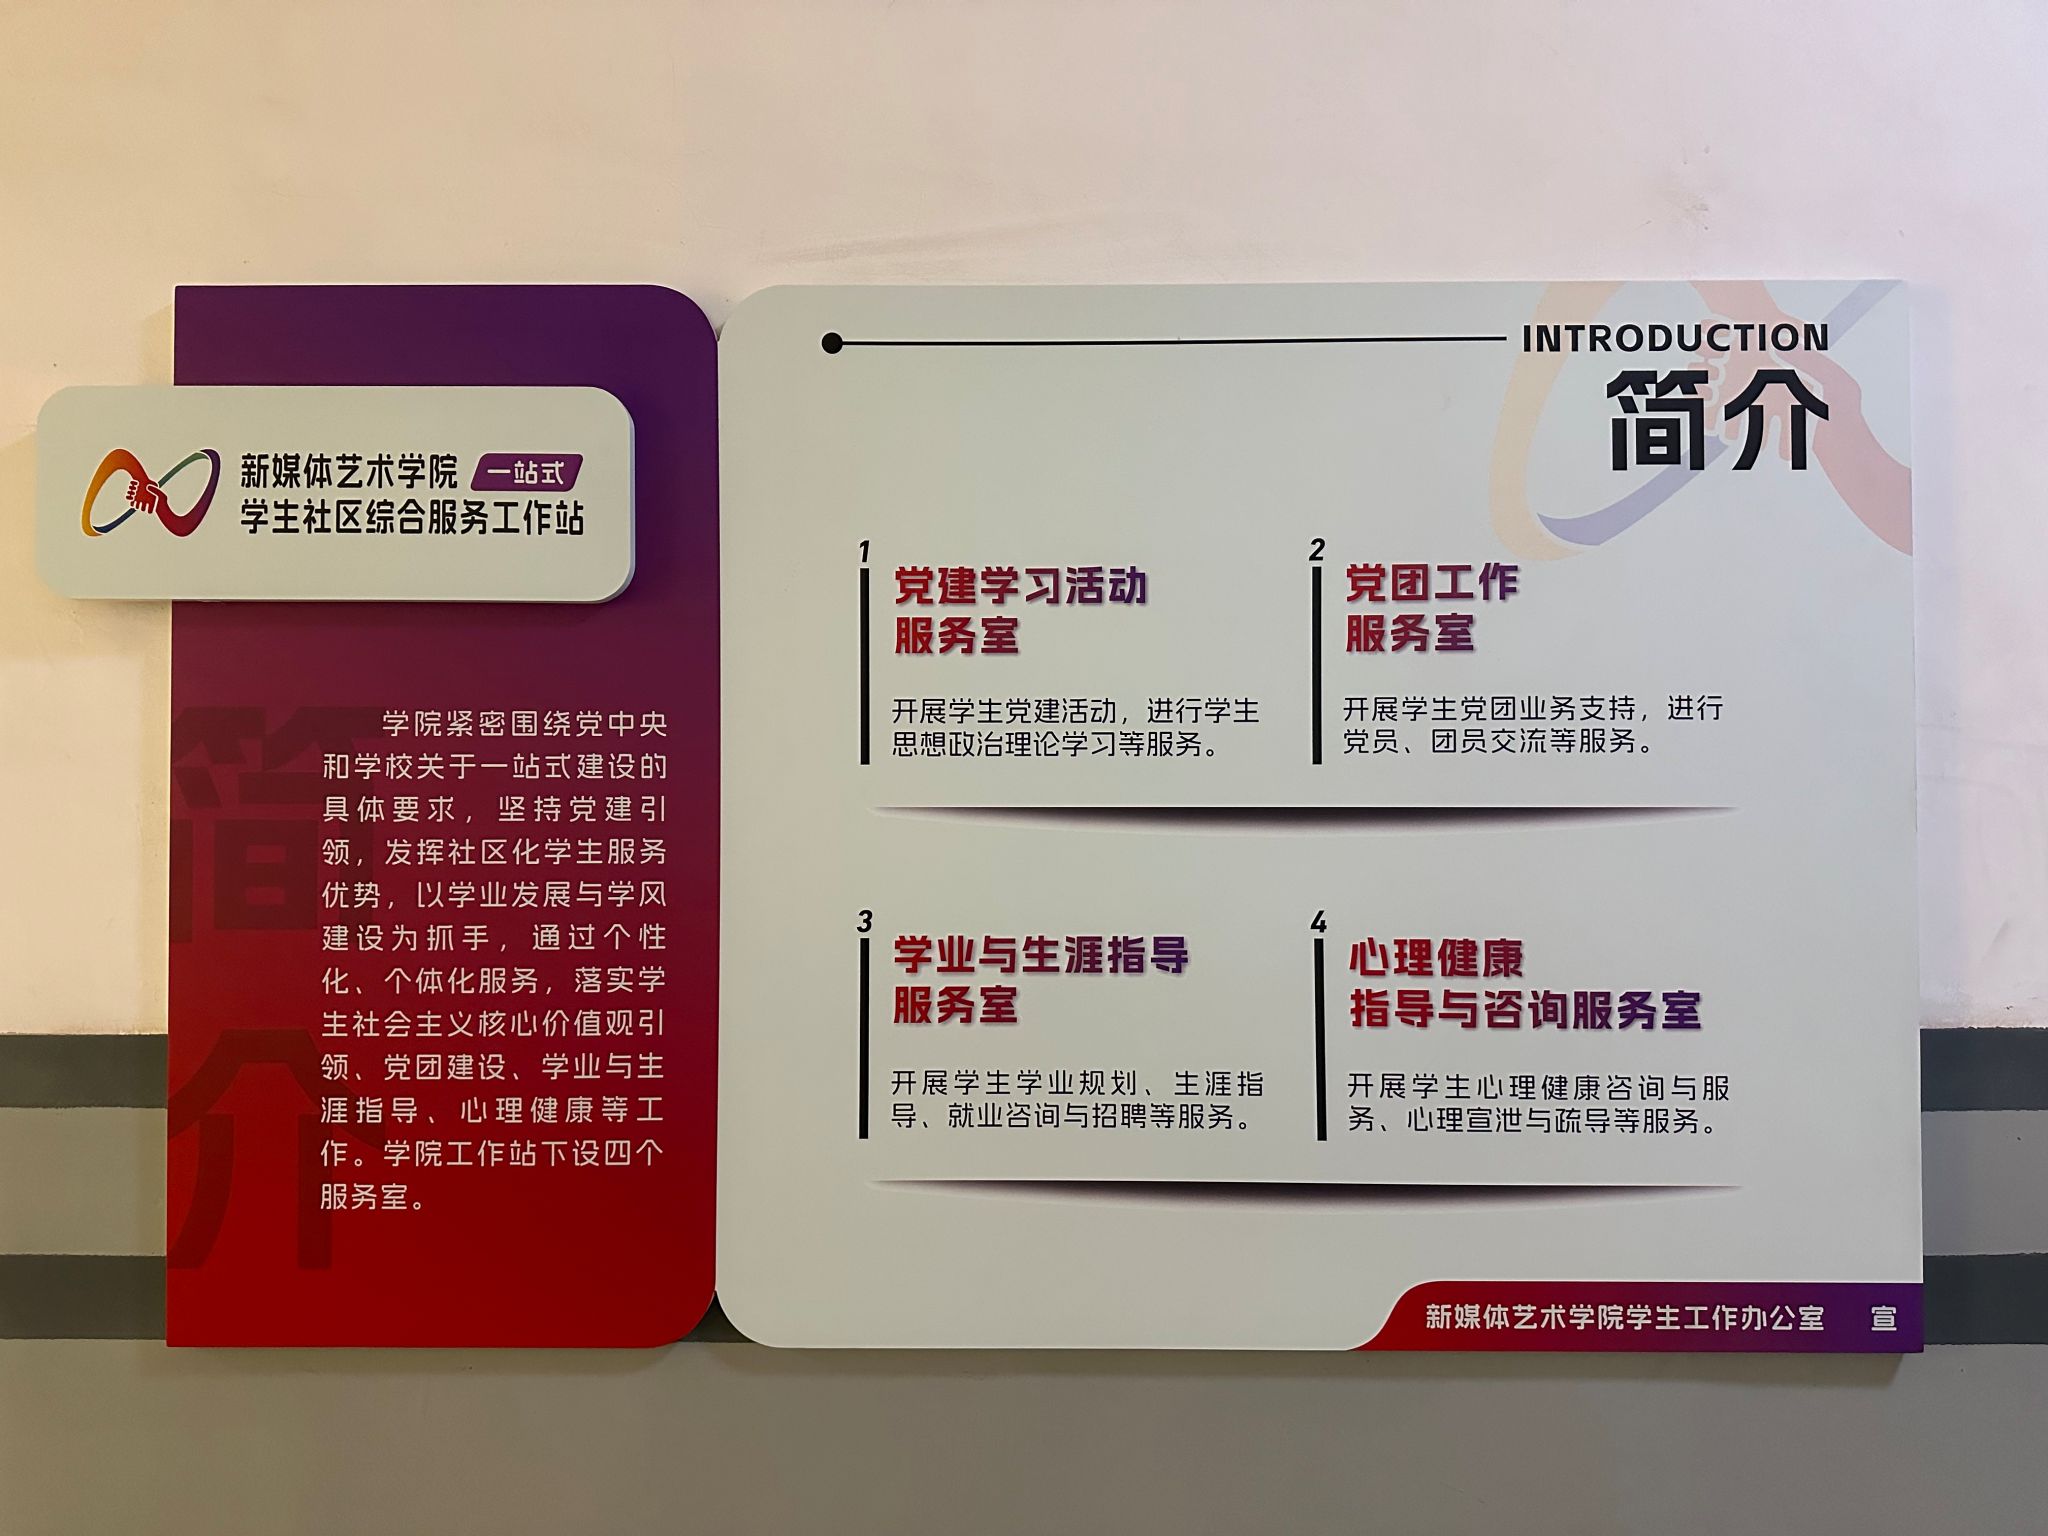 新媒体艺术学院 一站式
学生社区综合服务工作站
简介
学院紧密围绕党中央
和学校关于一站式建设的
具体要求，坚持党建引
领，发挥社区化学生服务
优势，以学业发展与学风
建设为抓手，通过个性
化、个体化服务，落实学
生社会主义核心价值观引
领、党团建设、学业与生
涯指导、心理健康等工
作。学院工作站下设四个
服务室。
INTRODUCTION
简介
1
党建学习活动
服务室
开展学生党建活动，进行学生
思想政治理论学习等服务。
2
党团工作
服务室
开展学生党团业务支持，进行
党员、团员交流等服务。
3
学业与生涯指导
服务室
开展学生学业规划、生涯指
导、就业咨询与招聘等服务。
4
心理健康
指导与咨询服务室
开展学生心理健康咨询与服
务、心理宣泄与疏导等服务。
新媒体艺术学院学生工作办公室 宣